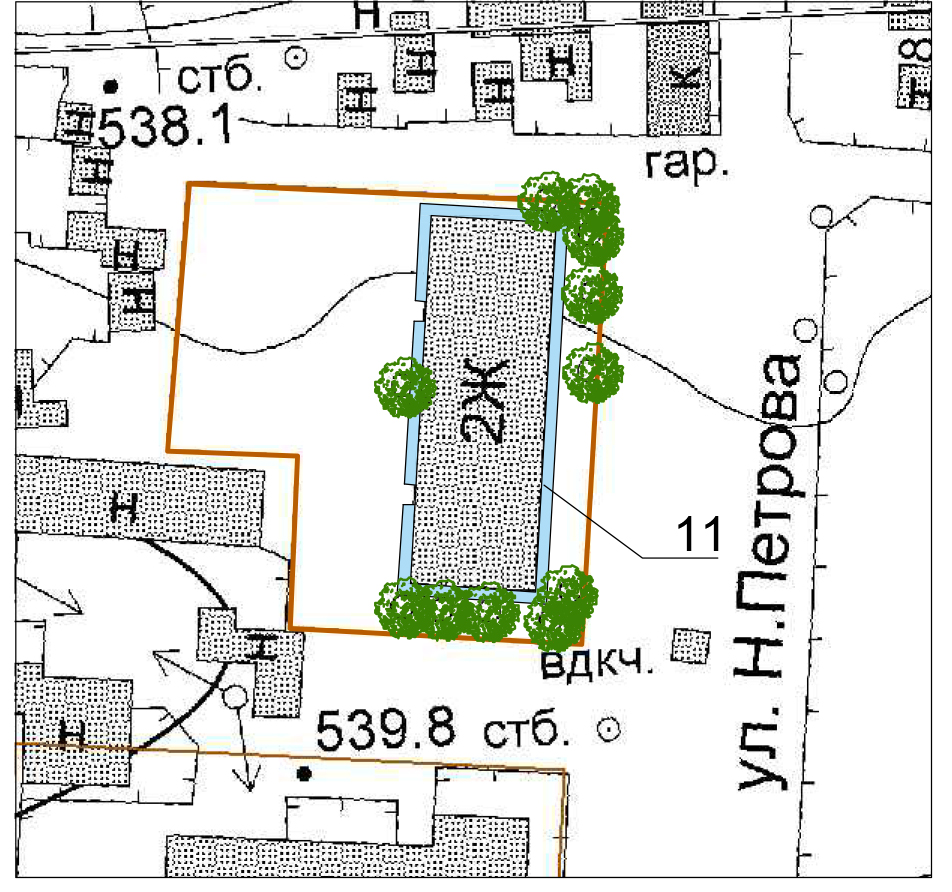 Н
Н
Н
Н
Н
К
8
Г
стб.
538.1
Н
Н
гар.
Н
Н
2Ж
11
ул. Н.Петрова
Н
Н
вдкч.
539.8 стб.
Н